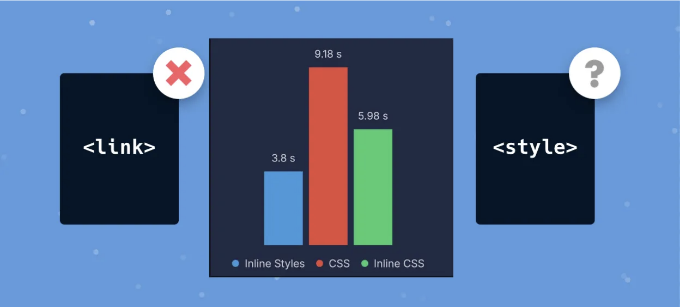 <link>
9.18 s
5.98 s
3.8 s
Inline Styles CSS Inline CSS
?
<style>